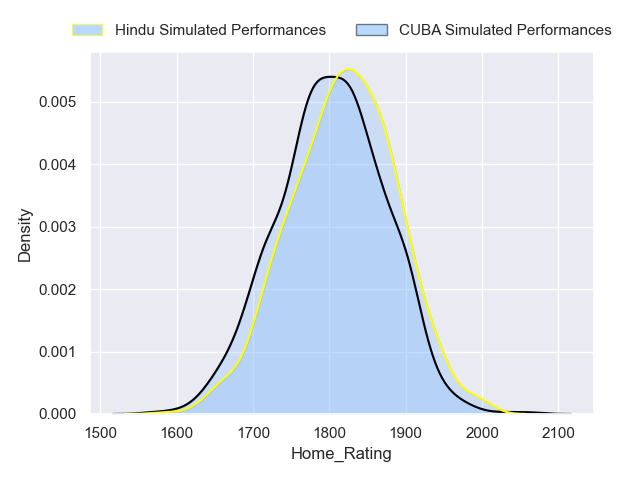 Hindu Simulated Performances
CUBA Simulated Performances
0.005
0.004
0.003
0.002
0.001
0.000
Density
1500 1600 1700 1800 1900 2000 2100
Home_Rating